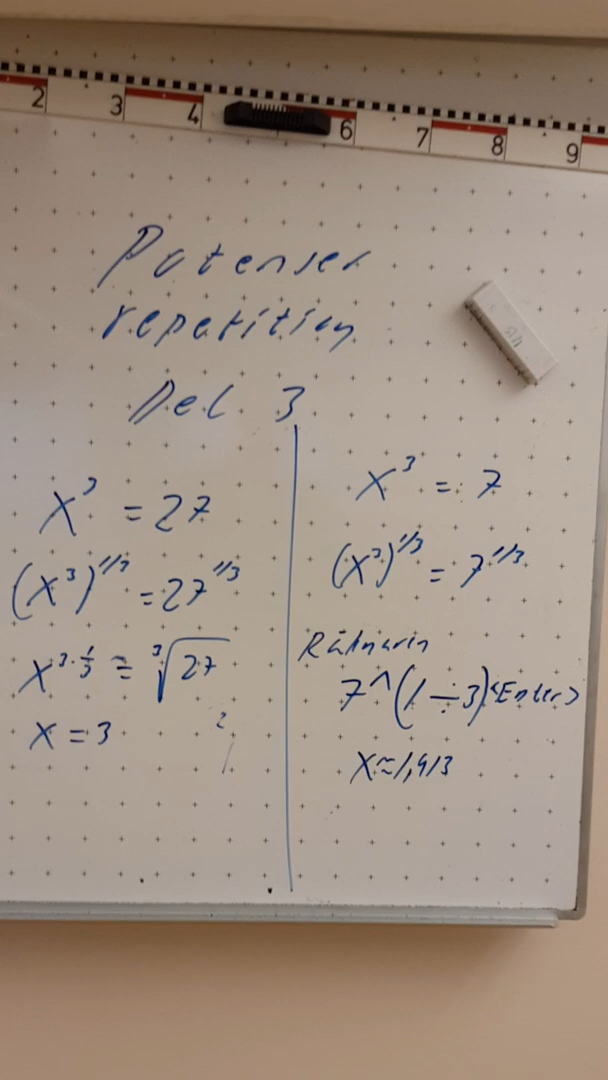 2 3 4 6 7 8 9
Potenser
repetition
Del 3
x³ = 27
(x³)^1/3 = 27^1/3
x^3·1/3 = ³√27
x = 3
x³ = 7
(x³)^1/3 = 7^1/3
Räknarin
7^(1÷3)<Enter>
x≈1,913